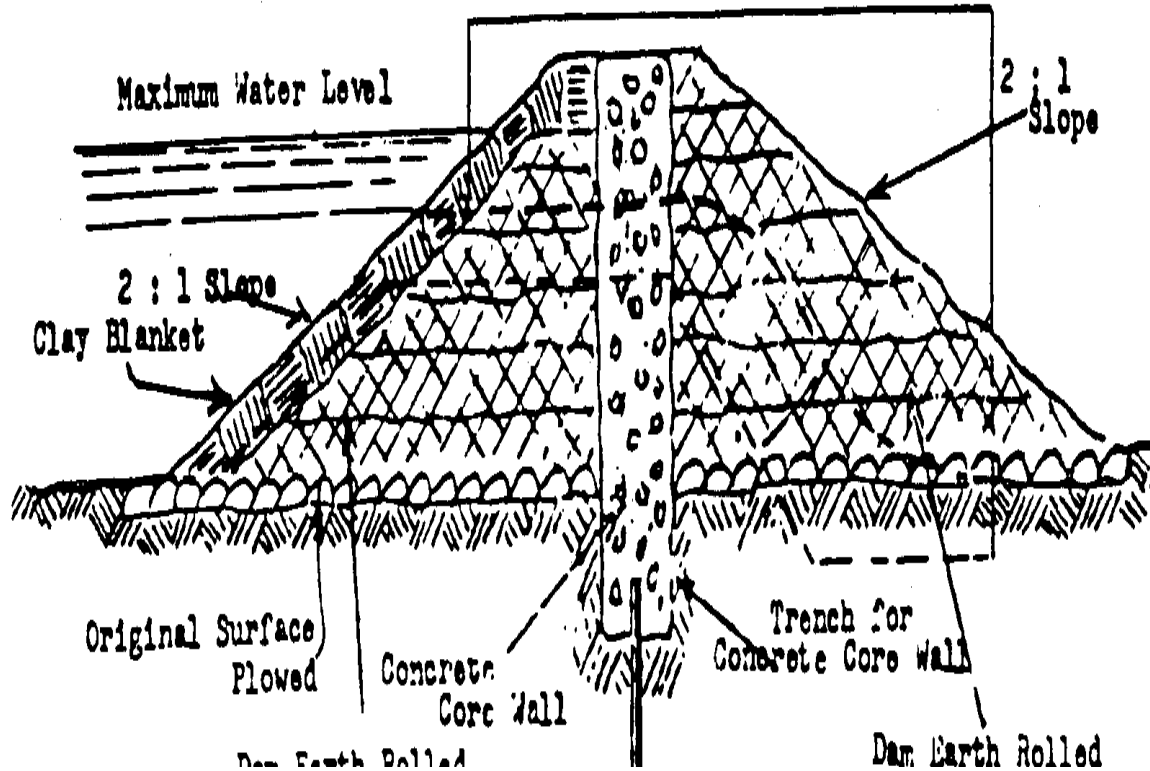 Maximum Water Level
2 : 1
Slope
2 : 1 Slope
Clay Blanket
Original Surface
Plowed
Concrete
Core Wall
Trench for
Concrete Core Wall
Dam Earth Rolled
Dam Earth Rolled